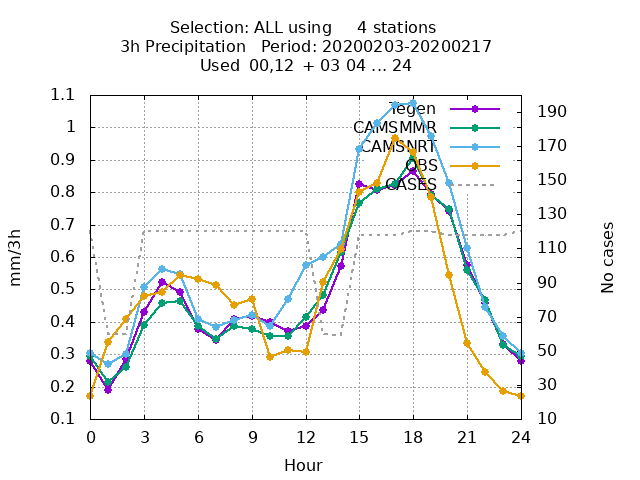 Selection: ALL using     4 stations
3h Precipitation   Period: 20200203-20200217
Used  00,12  + 03 04 ... 24
1.1
1
0.9
0.8
0.7
0.6
0.5
0.4
0.3
0.2
0.1
mm/3h
Tegen
CAMSMMR
CAMSNRT
OBS
CASES
190
170
150
130
110
90
70
50
30
10
No cases
0 3 6 9 12 15 18 21 24
Hour